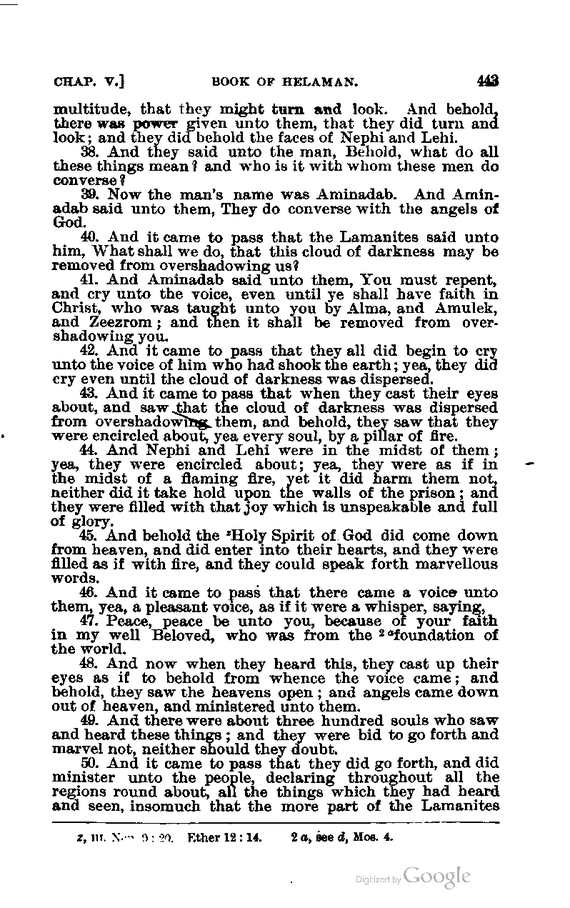 CHAP. V.] BOOK OF HELAMAN. 443
multitude, that they might turn and look. And behold,
there was power given unto them, that they did turn and
look; and they did behold the faces of Nephi and Lehi.
38. And they said unto the man, Behold, what do all
these things mean? and who is it with whom these men do
converse?
39. Now the man's name was Aminadab. And Amin-
adab said unto them, They do converse with the angels of
God.
40. And it came to pass that the Lamanites said unto
him, What shall we do, that this cloud of darkness may be
removed from overshadowing us?
41. And Aminadab said unto them, You must repent,
and cry unto the voice, even until ye shall have faith in
Christ, who was taught unto you by Alma, and Amulek,
and Zeezrom; and then it shall be removed from over-
shadowing you.
42. And it came to pass that they all did begin to cry
unto the voice of him who had shook the earth; yea, they did
cry even until the cloud of darkness was dispersed.
43. And it came to pass that when they cast their eyes
about, and saw that the cloud of darkness was dispersed
from overshadowing them, and behold, they saw that they
were encircled about, yea every soul, by a pillar of fire.
44. And Nephi and Lehi were in the midst of them;
yea, they were encircled about; yea, they were as if in
the midst of a flaming fire, yet it did harm them not,
neither did it take hold upon the walls of the prison; and
they were filled with that joy which is unspeakable and full
of glory.
45. And behold the zHoly Spirit of God did come down
from heaven, and did enter into their hearts, and they were
filled as if with fire, and they could speak forth marvellous
words.
46. And it came to pass that there came a voice unto
them, yea, a pleasant voice, as if it were a whisper, saying,
47. Peace, peace be unto you, because of your faith
in my well Beloved, who was from the 2afoundation of
the world.
48. And now when they heard this, they cast up their
eyes as if to behold from whence the voice came; and
behold, they saw the heavens open; and angels came down
out of heaven, and ministered unto them.
49. And there were about three hundred souls who saw
and heard these things; and they were bid to go forth and
marvel not, neither should they doubt.
50. And it came to pass that they did go forth, and did
minister unto the people, declaring throughout all the
regions round about, all the things which they had heard
and seen, insomuch that the more part of the Lamanites
z, III. 9:20. Ether 12:14. 2 a, see d, Mos. 4.
Digitized by Google